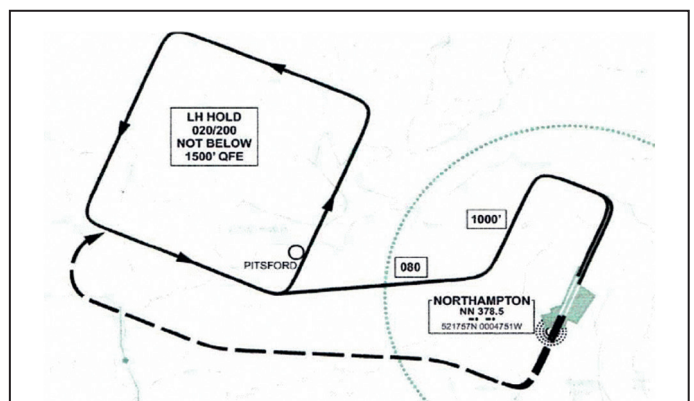 LH HOLD
020/200
NOT BELOW
1500' QFE
PITSFORD
080
1000'
NORTHAMPTON
NN 378.5
▬• ▬•
521757N 0004751W